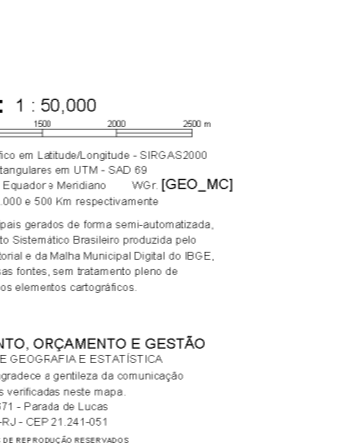 : 1 : 50,000
1500 2000 2500 m
fico em Latitude/Longitude - SIRGAS2000
tangulares em UTM - SAD 69
Equador e Meridiano WGr. [GEO_MC]
.000 e 500 Km respectivamente
pais gerados de forma semi-automatizada,
to Sistemático Brasileiro produzida pelo
torial e da Malha Municipal Digital do IBGE,
sas fontes, sem tratamento pleno de
os elementos cartográficos.
NTO, ORÇAMENTO E GESTÃO
E GEOGRAFIA E ESTATÍSTICA
gradece a gentileza da comunicação
s verificadas neste mapa.
671 - Parada de Lucas
-RJ - CEP 21.241-051
S DE REPRODUÇÃO RESERVADOS